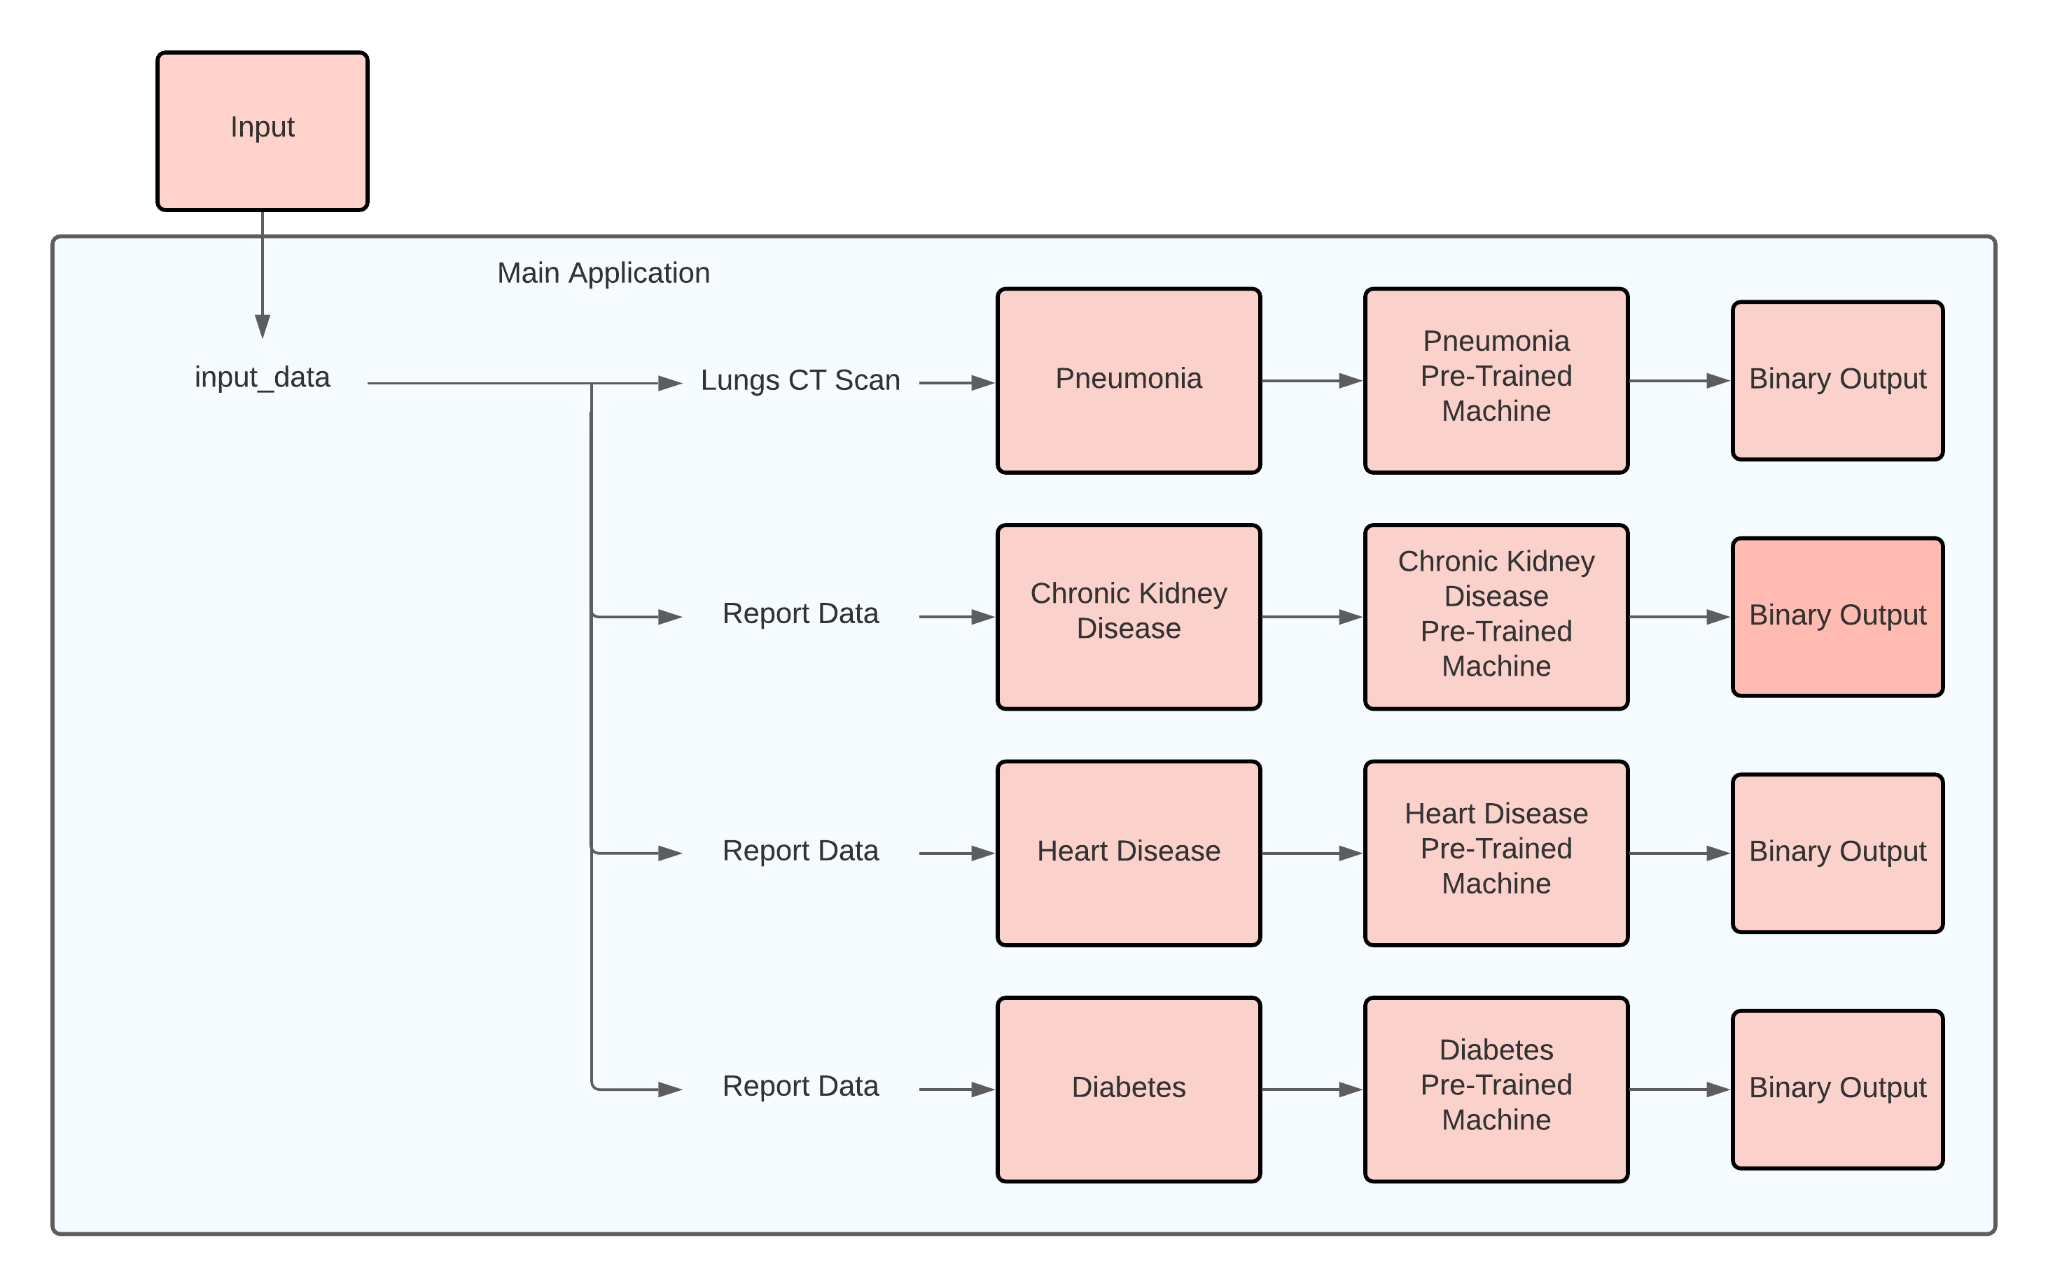 Input
Main Application
input_data
Lungs CT Scan
Pneumonia
Pneumonia
Pre-Trained
Machine
Binary Output
Report Data
Chronic Kidney
Disease
Chronic Kidney
Disease
Pre-Trained
Machine
Binary Output
Report Data
Heart Disease
Heart Disease
Pre-Trained
Machine
Binary Output
Report Data
Diabetes
Diabetes
Pre-Trained
Machine
Binary Output